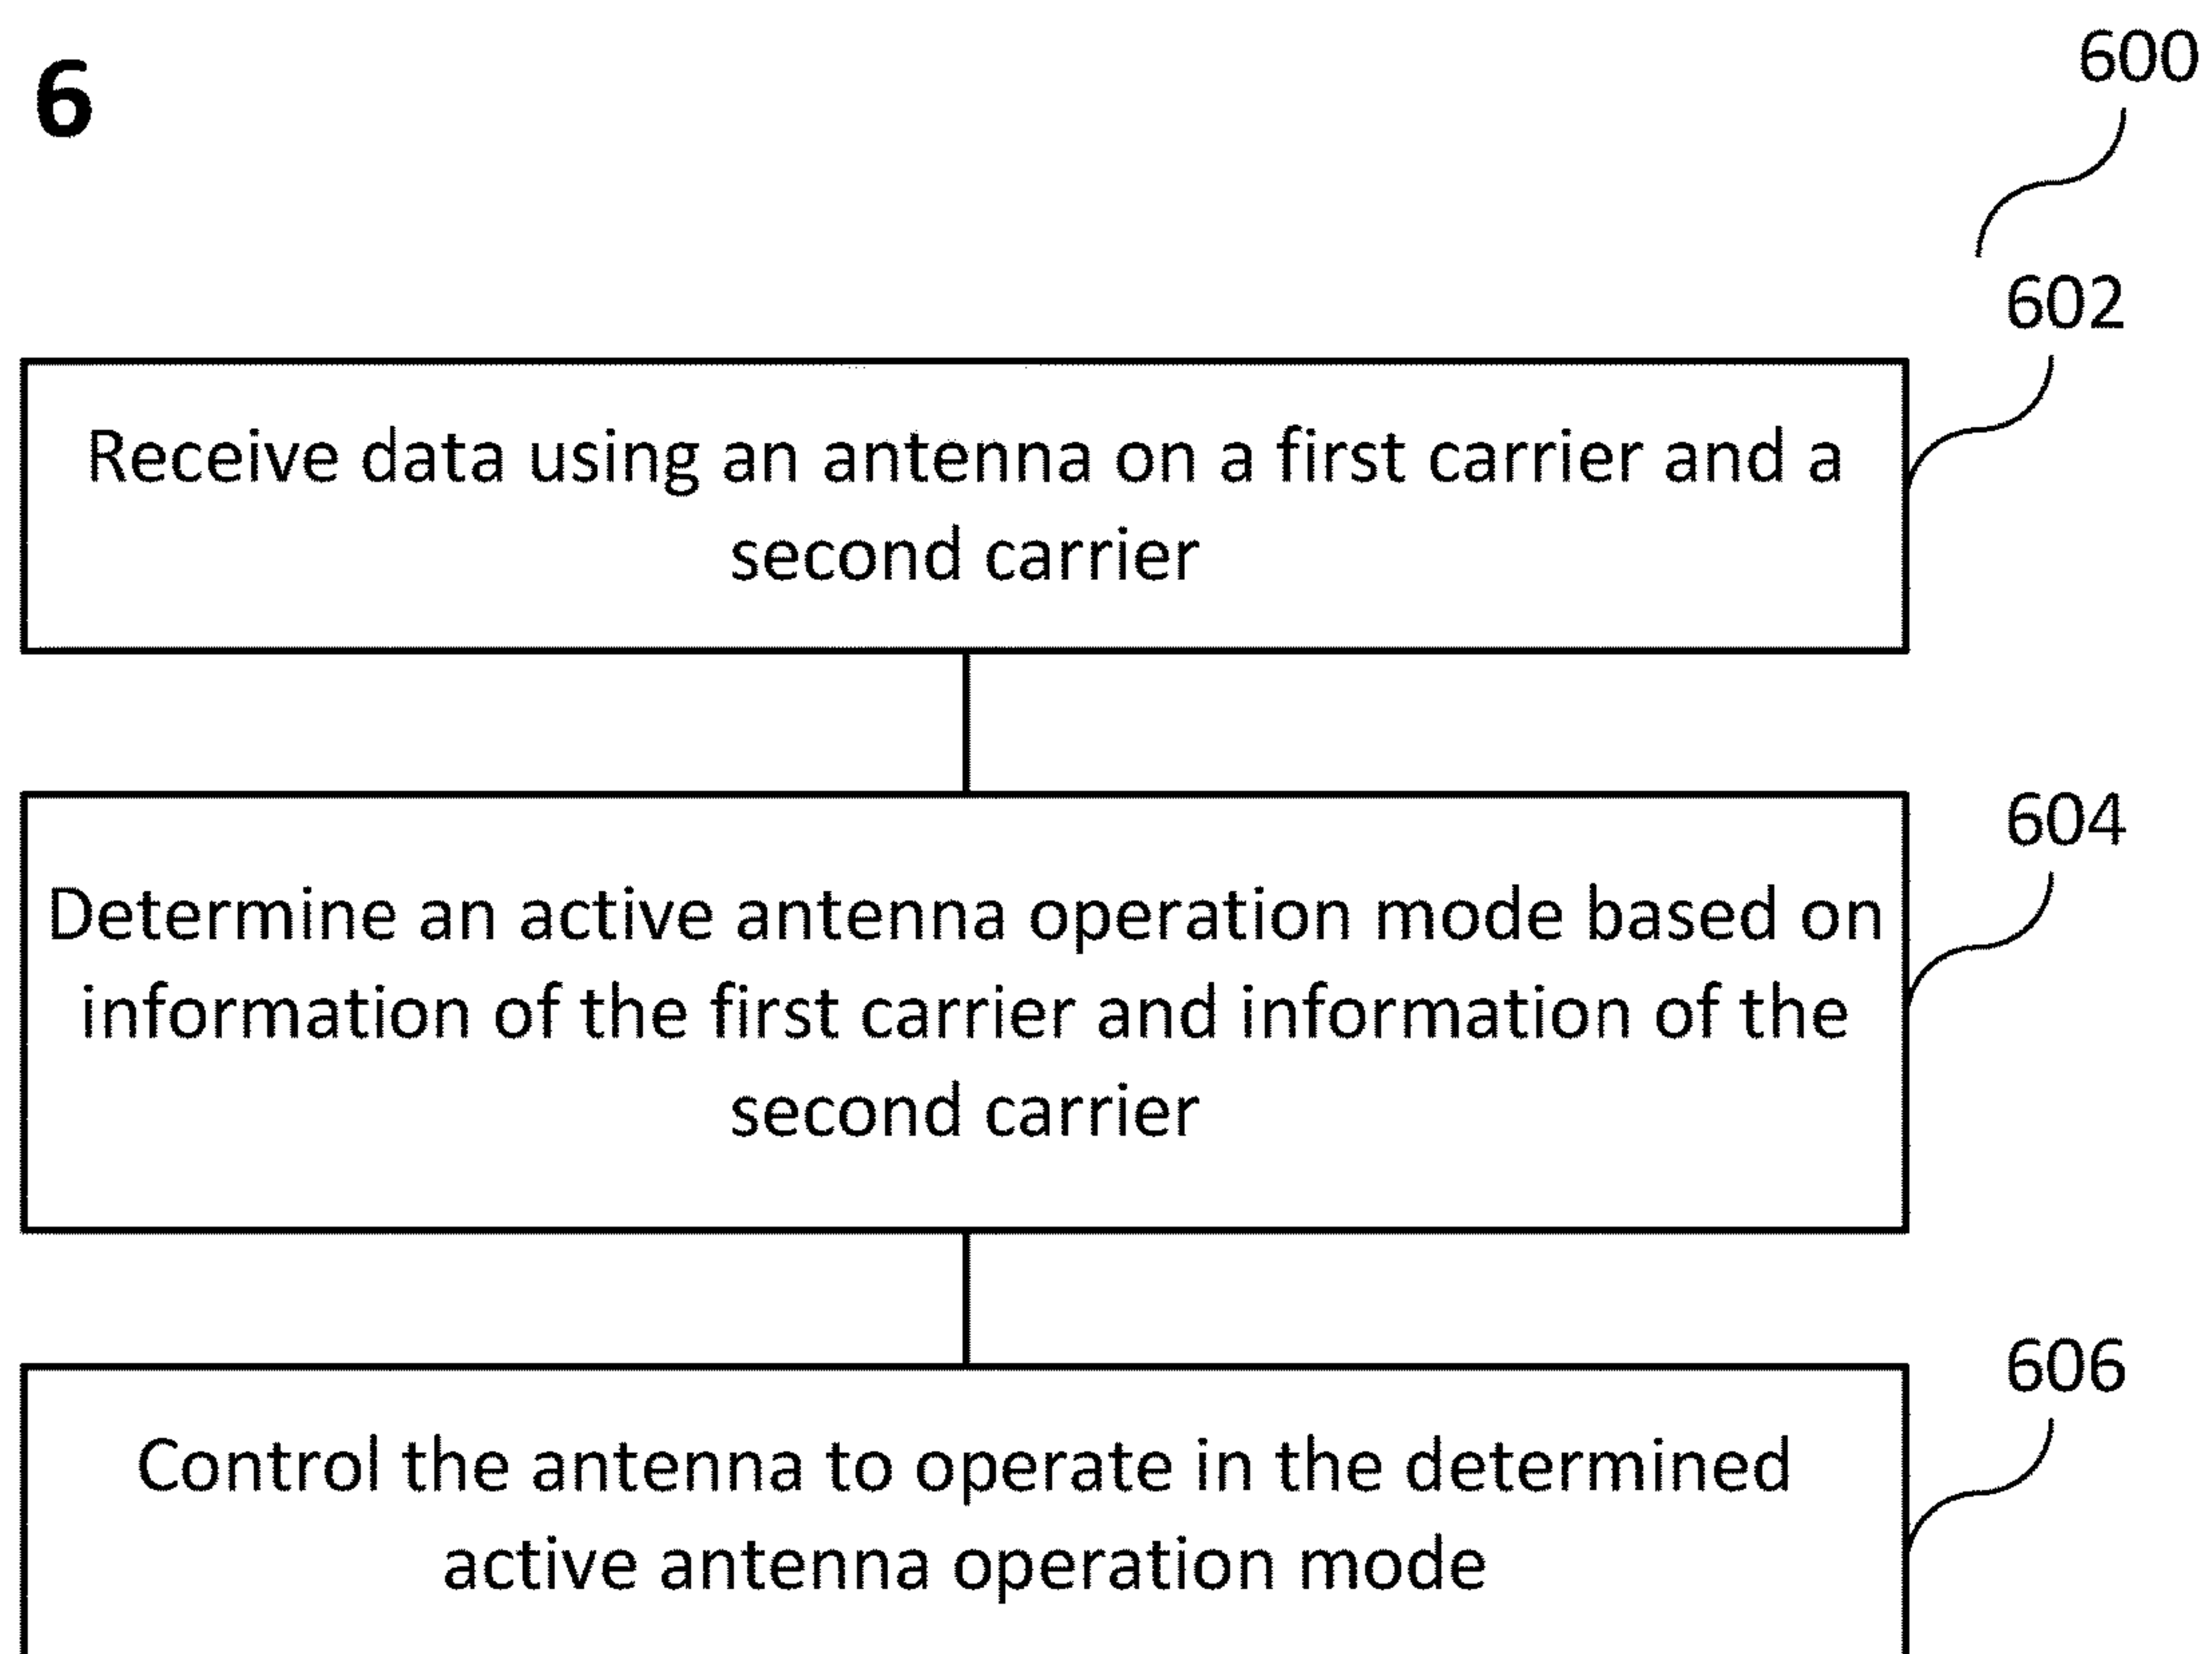 6
600
602
Receive data using an antenna on a first carrier and a
second carrier
604
Determine an active antenna operation mode based on
information of the first carrier and information of the
second carrier
606
Control the antenna to operate in the determined
active antenna operation mode